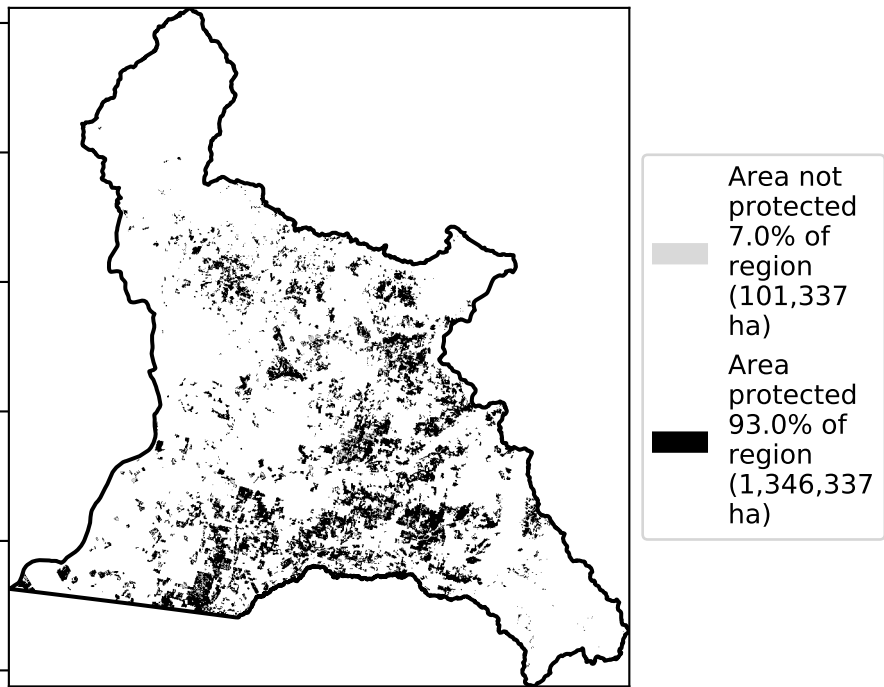 Area not
protected
7.0% of
region
(101,337
ha)
Area
protected
93.0% of
region
(1,346,337
ha)